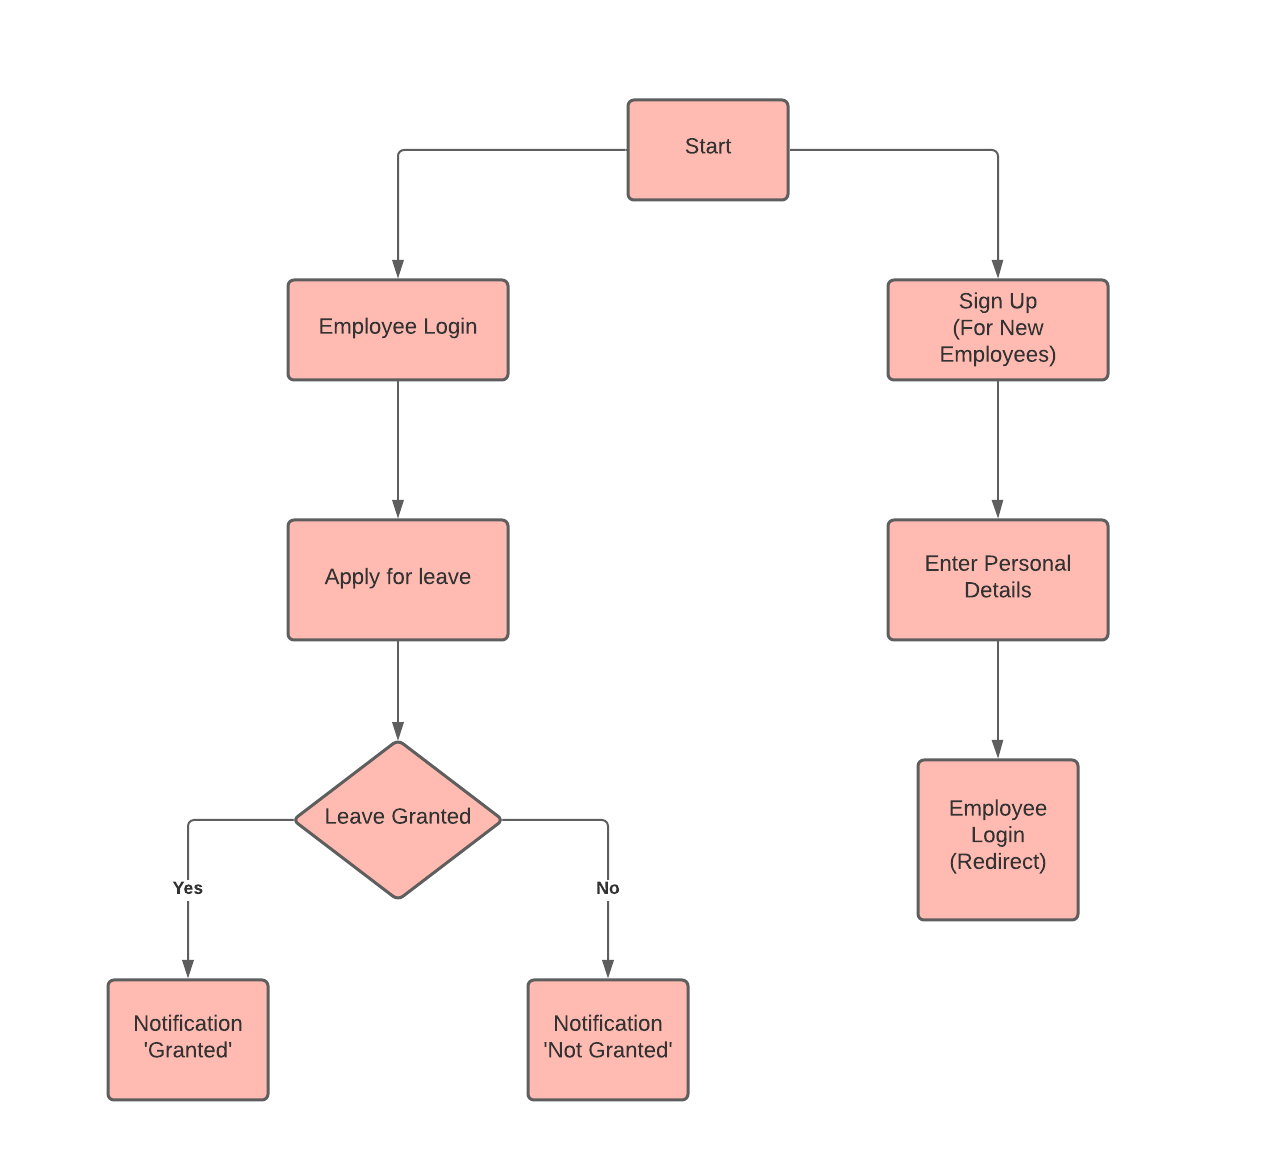 Start
Employee Login
Sign Up
(For New
Employees)
Apply for leave
Enter Personal
Details
Leave Granted
Employee
Login
(Redirect)
Yes
No
Notification
'Granted'
Notification
'Not Granted'